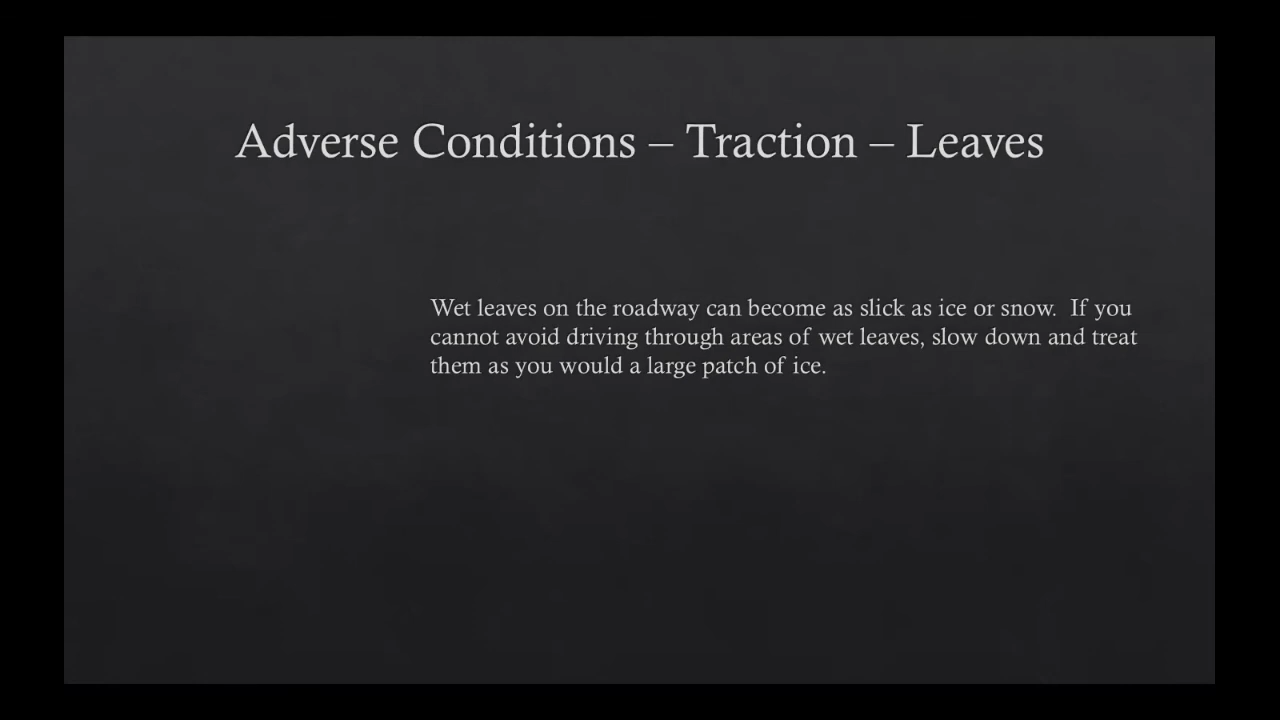 Adverse Conditions – Traction – Leaves
Wet leaves on the roadway can become as slick as ice or snow.  If you
cannot avoid driving through areas of wet leaves, slow down and treat
them as you would a large patch of ice.